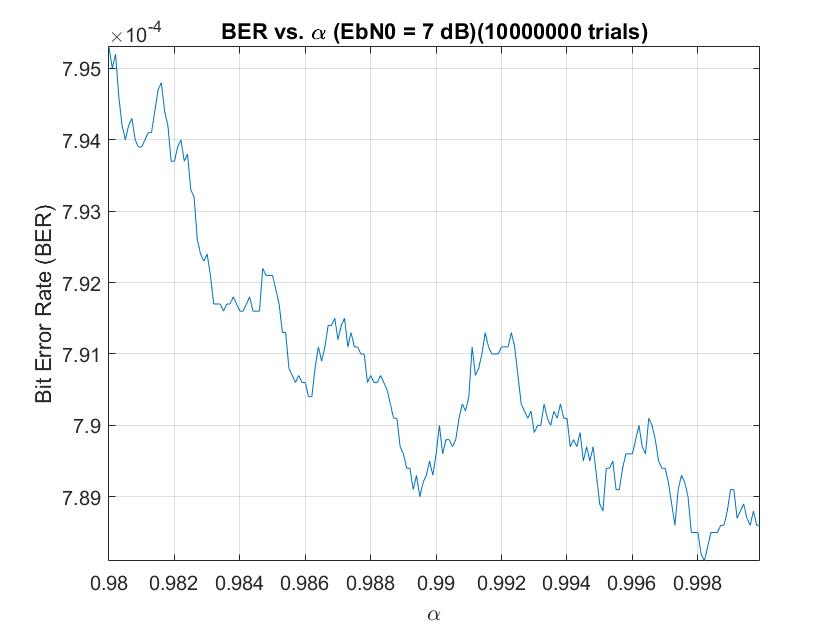 ×10⁻⁴
BER vs. α (EbN0 = 7 dB)(10000000 trials)
7.95
7.94
7.93
7.92
7.91
7.9
7.89
Bit Error Rate (BER)
0.98 0.982 0.984 0.986 0.988 0.99 0.992 0.994 0.996 0.998
α